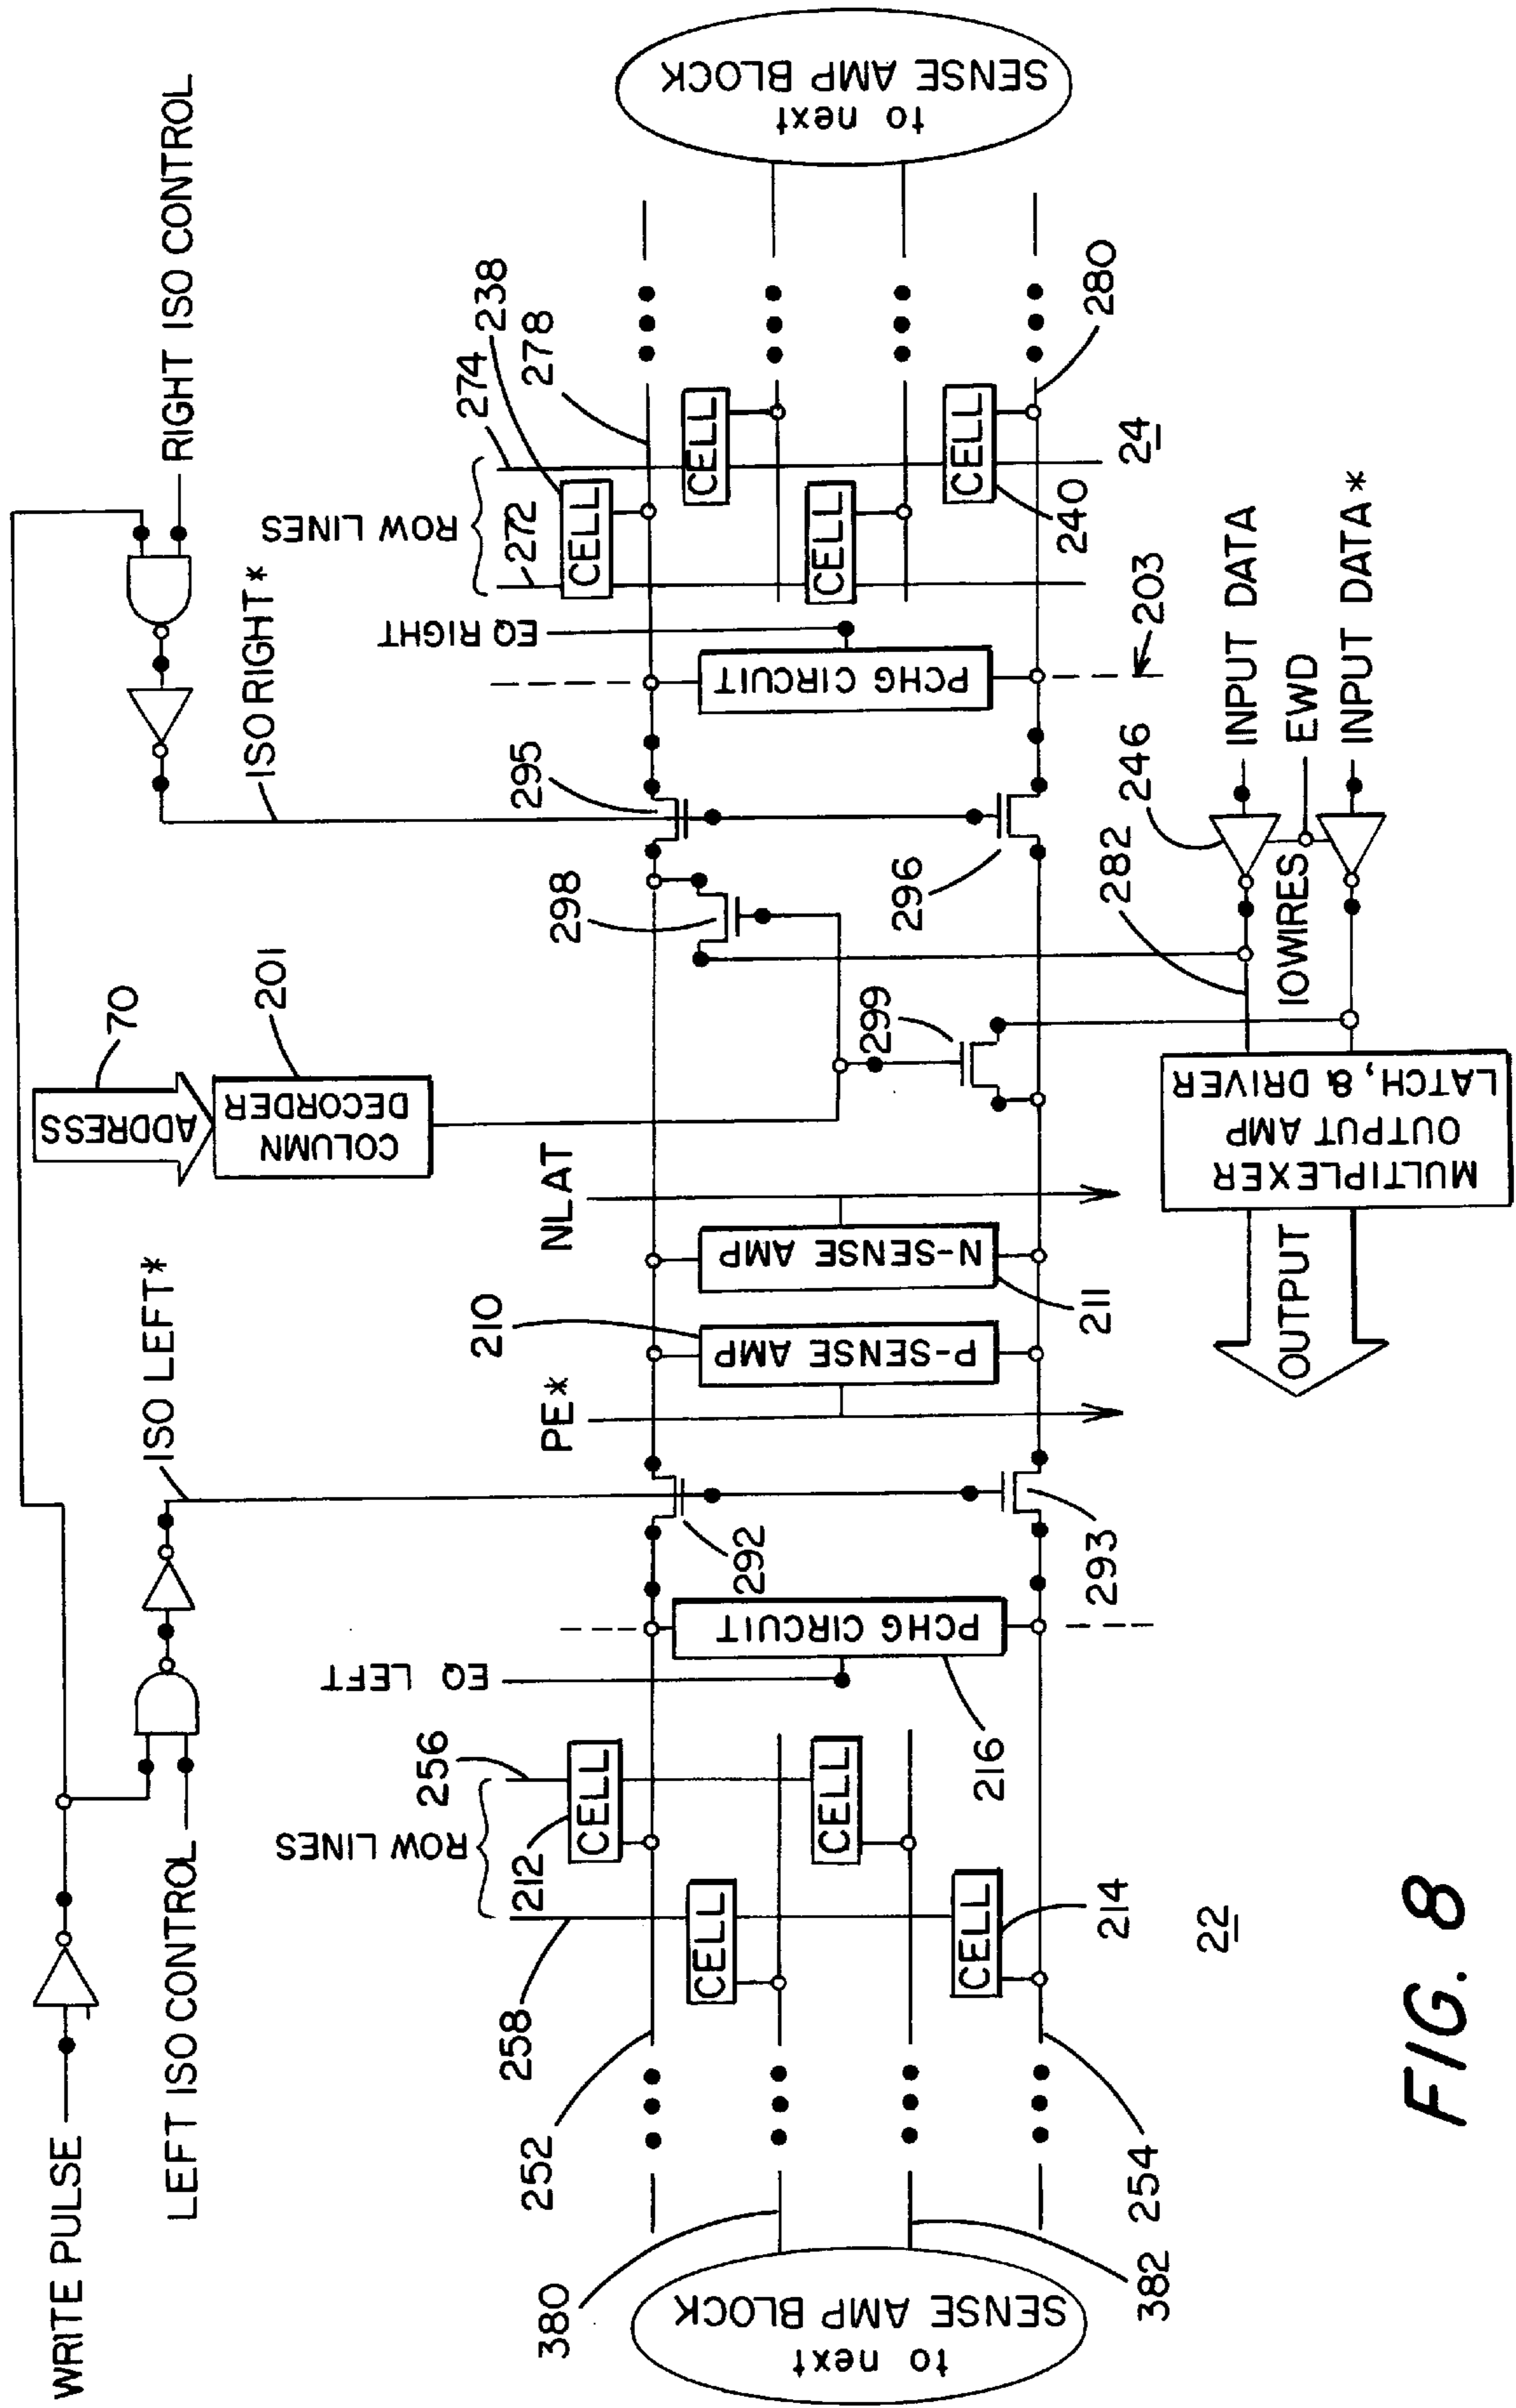 WRITE PULSE
LEFT ISO CONTROL
ISO LEFT*
ISO RIGHT*
RIGHT ISO CONTROL
70
ADDRESS
201
COLUMN
DECORDER
to next
SENSE AMP BLOCK
380
382
252
254
258
ROW LINES
256
212
CELL
CELL
CELL
CELL
214
22
EQ LEFT
PCHG CIRCUIT
216
292
293
PE*
210
P-SENSE AMP
NLAT
N-SENSE AMP
211
299
298
295
296
EQ RIGHT
PCHG CIRCUIT
203
ROW LINES
272
274
238
278
CELL
CELL
CELL
CELL
240
24
280
to next
SENSE AMP BLOCK
OUTPUT
MULTIPLEXER
OUTPUT AMP
LATCH, & DRIVER
282
IOWIRES
246
INPUT DATA
EWD
INPUT DATA*
FIG. 8